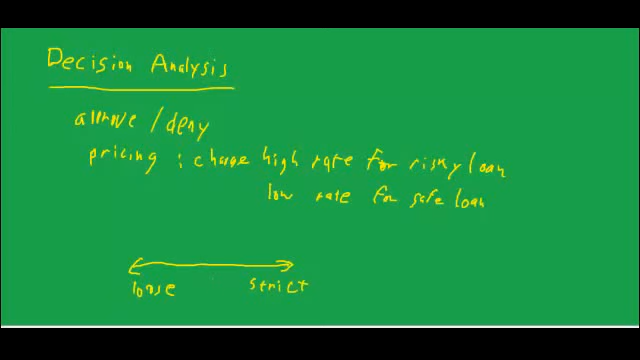 Decision Analysis
approve / deny
pricing : charge high rate for risky loan
low rate for safe loan
loose strict